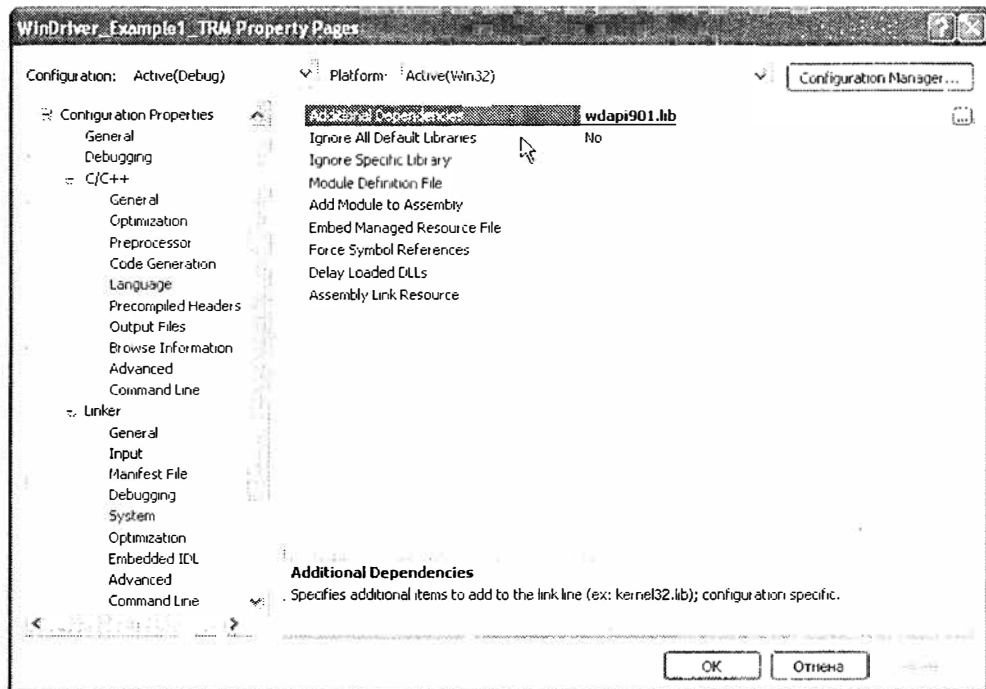 WinDriver_Example1_TRM Property Pages
Configuration: Active(Debug) Platform: Active(Win32) Configuration Manager...
Configuration Properties
General
Debugging
C/C++
General
Optimization
Preprocessor
Code Generation
Language
Precompiled Headers
Output Files
Browse Information
Advanced
Command Line
Linker
General
Input
Manifest File
Debugging
System
Optimization
Embedded IDL
Advanced
Command Line
Additional Dependencies wdapi901.lib
Ignore All Default Libraries No
Ignore Specific Library
Module Definition File
Add Module to Assembly
Embed Managed Resource File
Force Symbol References
Delay Loaded DLLs
Assembly Link Resource
Additional Dependencies
Specifies additional items to add to the link line (ex: kernel32.lib); configuration specific.
OK Отмена